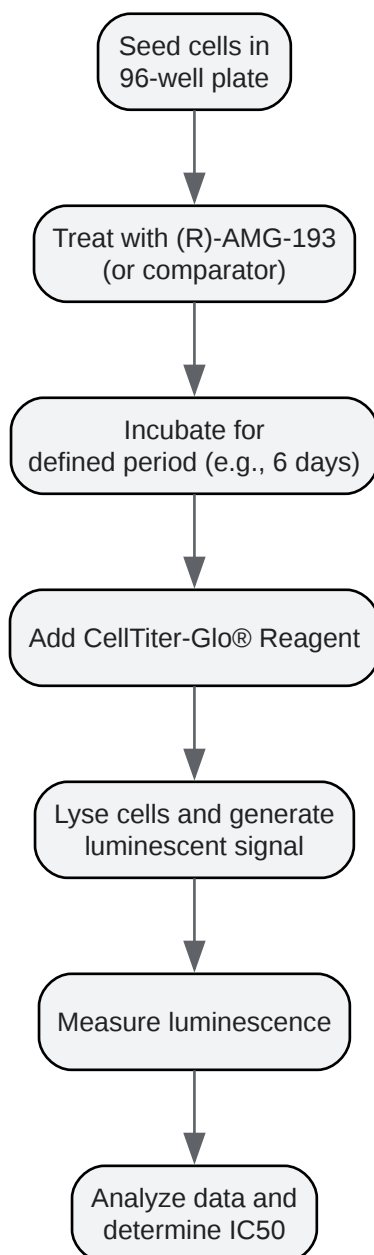 Seed cells in
96-well plate
Treat with (R)-AMG-193
(or comparator)
Incubate for
defined period (e.g., 6 days)
Add CellTiter-Glo® Reagent
Lyse cells and generate
luminescent signal
Measure luminescence
Analyze data and
determine IC50